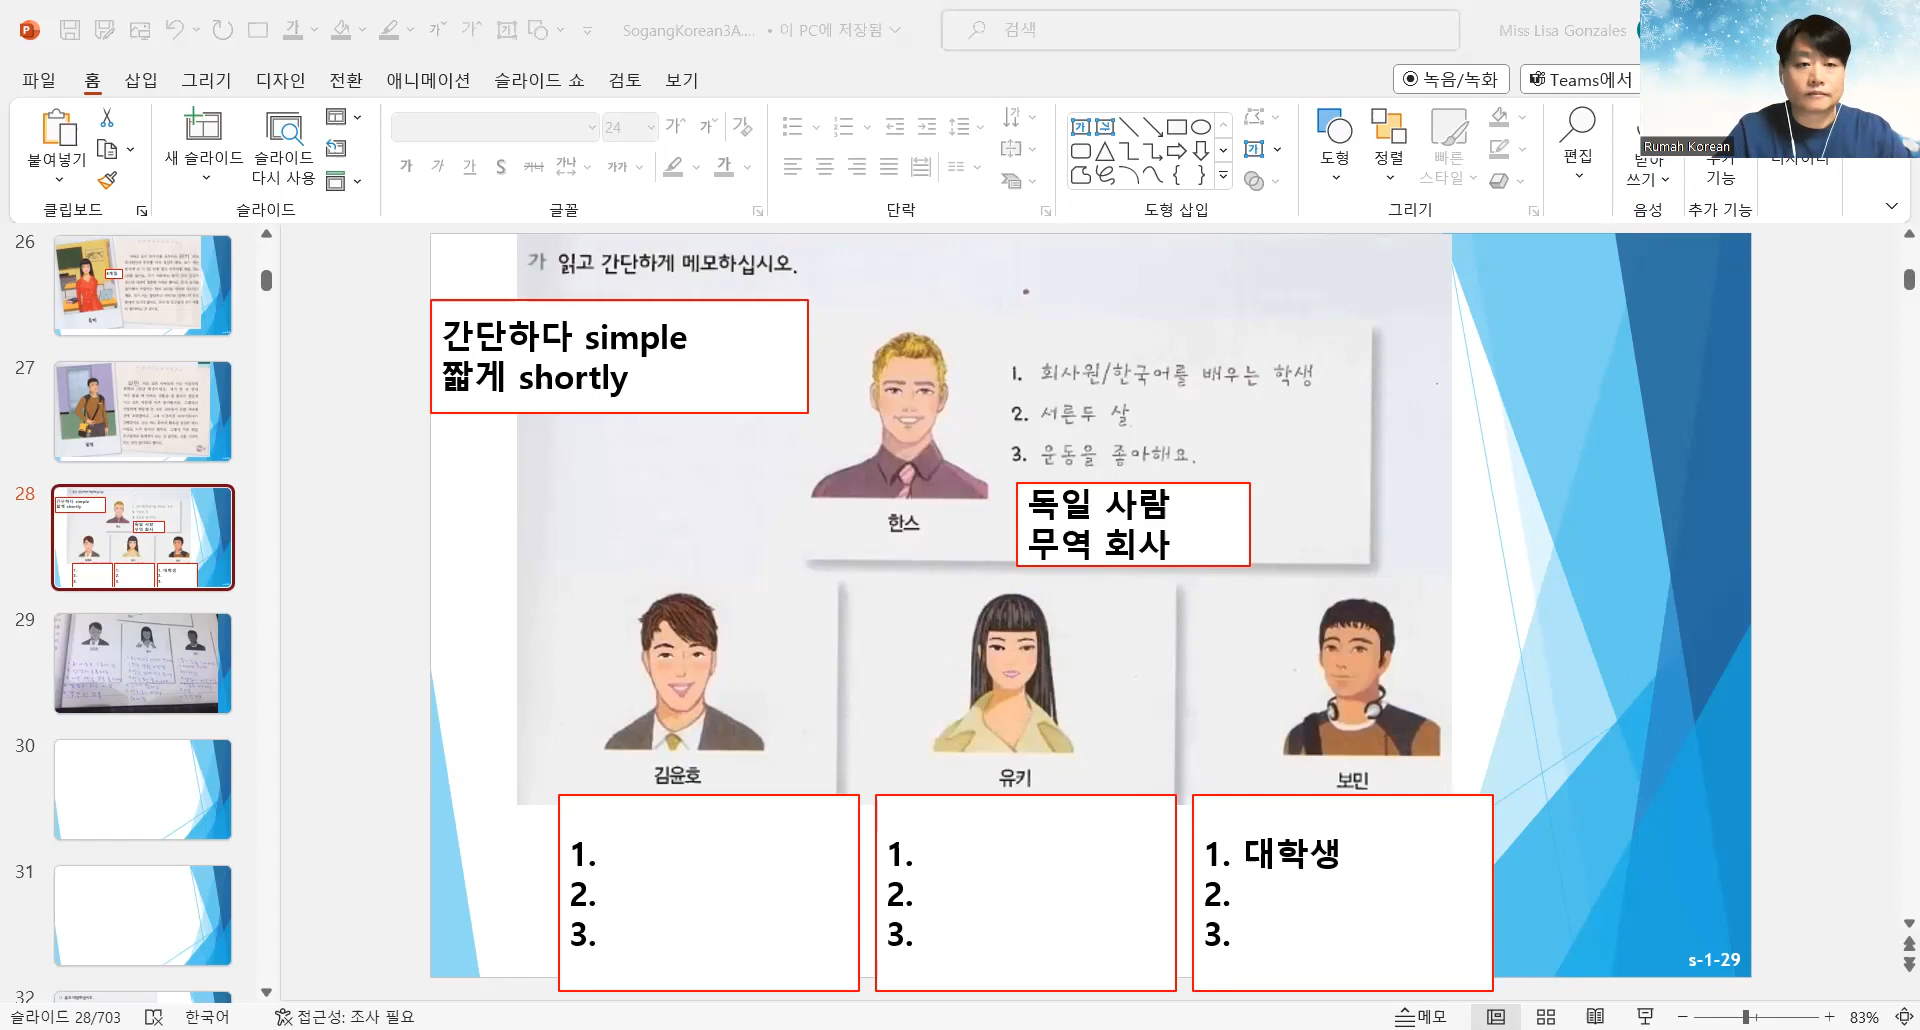 SogangKorean3A.... • 이 PC에 저장됨
검색
Miss Lisa Gonzales
파일 홈 삽입 그리기 디자인 전환 애니메이션 슬라이드 쇼 검토 보기
녹음/녹화
Teams에서
Rumah Korean
붙여넣기
새 슬라이드
슬라이드
다시 사용
24
빠른
스타일
도형
정렬
편집
받아
쓰기
기능
클립보드
슬라이드
글꼴
단락
도형 삽입
그리기
음성
추가 기능
26
27
28
29
30
31
32
가 읽고 간단하게 메모하십시오.
간단하다 simple
짧게 shortly
1. 회사원/한국어를 배우는 학생
2. 서른두 살
3. 운동을 좋아해요.
한스
독일 사람
무역 회사
김윤호
유키
보민
1.
2.
3.
1.
2.
3.
1. 대학생
2.
3.
s-1-29
슬라이드 28/703
한국어
접근성: 조사 필요
메모
83%